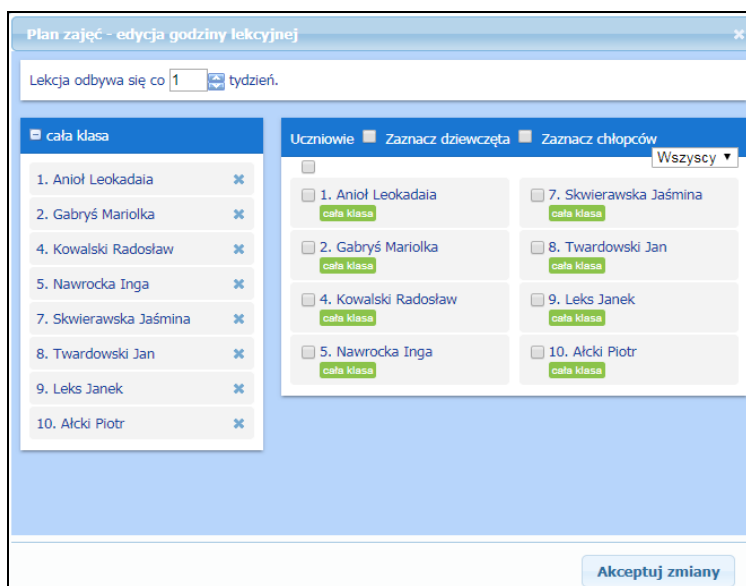 Plan zajęć - edycja godziny lekcyjnej
Lekcja odbywa się co 1 tydzień.
cała klasa
1. Anioł Leokadaia
2. Gabryś Mariolka
4. Kowalski Radosław
5. Nawrocka Inga
7. Skwierawska Jaśmina
8. Twardowski Jan
9. Leks Janek
10. Ałcki Piotr
Uczniowie Zaznacz dziewczęta Zaznacz chłopców
Wszyscy
1. Anioł Leokadaia
cała klasa
2. Gabryś Mariolka
cała klasa
4. Kowalski Radosław
cała klasa
5. Nawrocka Inga
cała klasa
7. Skwierawska Jaśmina
cała klasa
8. Twardowski Jan
cała klasa
9. Leks Janek
cała klasa
10. Ałcki Piotr
cała klasa
Akceptuj zmiany